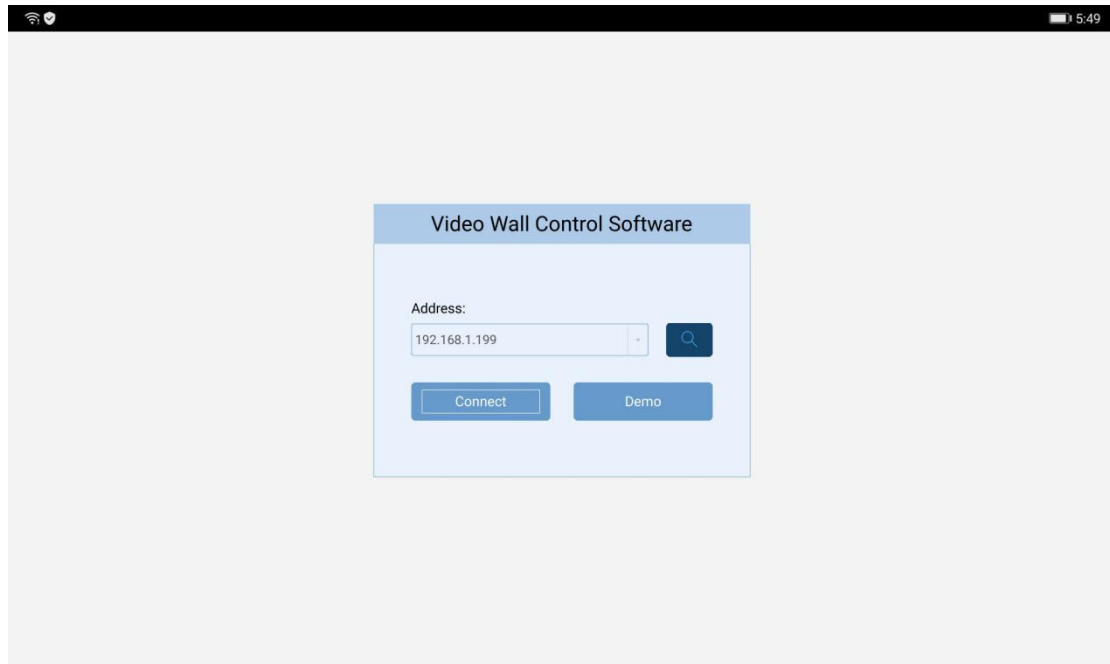 5:49
Video Wall Control Software
Address:
192.168.1.199
Connect Demo